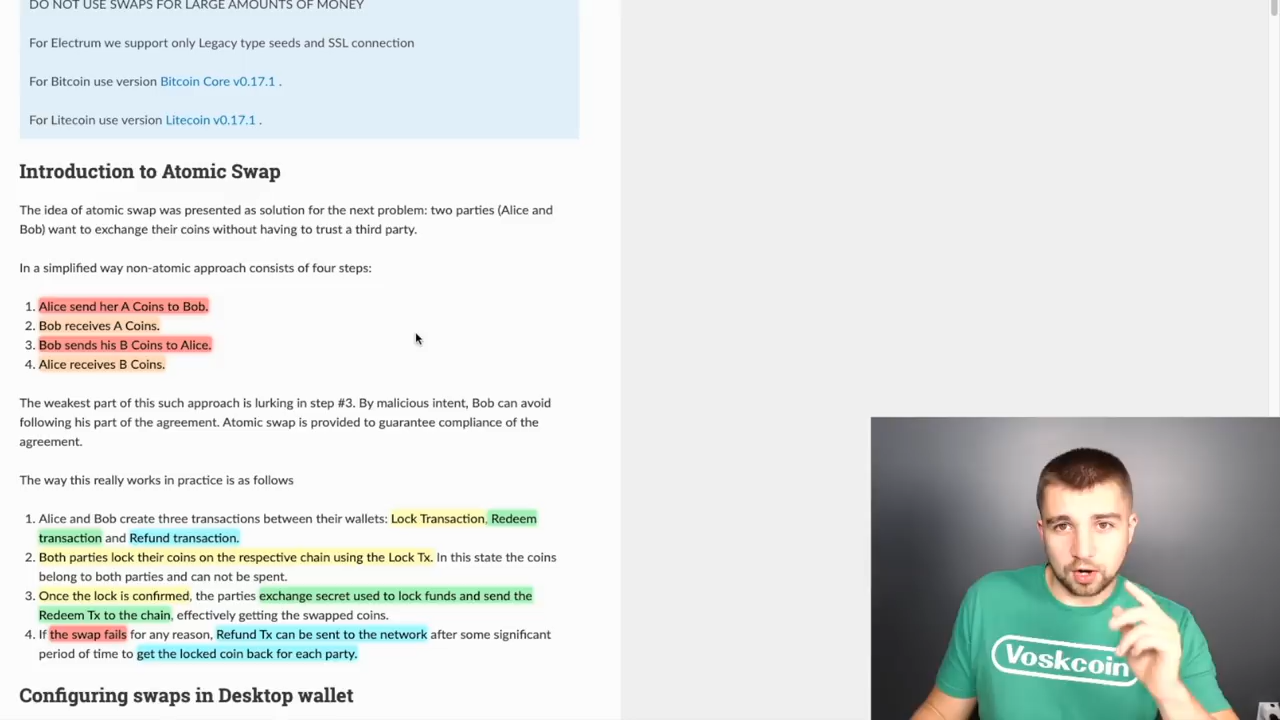 DO NOT USE SWAPS FOR LARGE AMOUNTS OF MONEY
For Electrum we support only Legacy type seeds and SSL connection
For Bitcoin use version Bitcoin Core v0.17.1 .
For Litecoin use version Litecoin v0.17.1 .
Introduction to Atomic Swap
The idea of atomic swap was presented as solution for the next problem: two parties (Alice and
Bob) want to exchange their coins without having to trust a third party.
In a simplified way non-atomic approach consists of four steps:
1. Alice send her A Coins to Bob.
2. Bob receives A Coins.
3. Bob sends his B Coins to Alice.
4. Alice receives B Coins.
The weakest part of this such approach is lurking in step #3. By malicious intent, Bob can avoid
following his part of the agreement. Atomic swap is provided to guarantee compliance of the
agreement.
The way this really works in practice is as follows
1. Alice and Bob create three transactions between their wallets: Lock Transaction, Redeem
transaction and Refund transaction.
2. Both parties lock their coins on the respective chain using the Lock Tx. In this state the coins
belong to both parties and can not be spent.
3. Once the lock is confirmed, the parties exchange secret used to lock funds and send the
Redeem Tx to the chain, effectively getting the swapped coins.
4. If the swap fails for any reason, Refund Tx can be sent to the network after some significant
period of time to get the locked coin back for each party.
Configuring swaps in Desktop wallet
Voskcoin